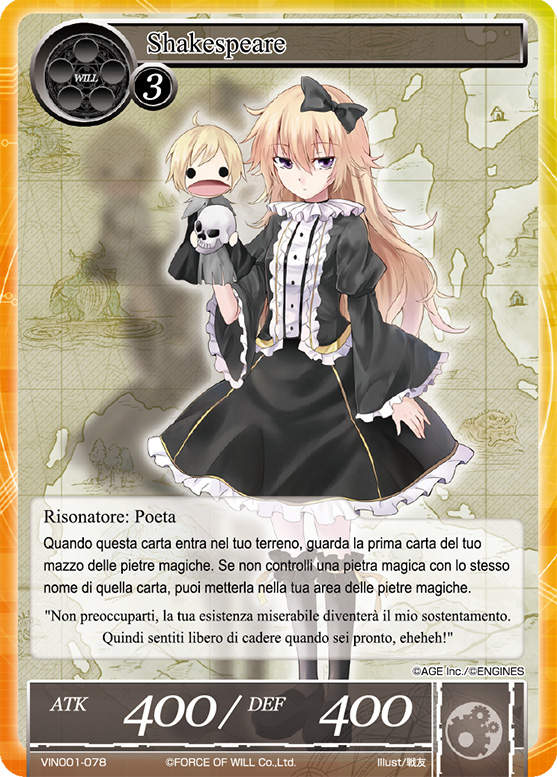 Shakespeare
WILL
3
Risonatore: Poeta
Quando questa carta entra nel tuo terreno, guarda la prima carta del tuo
mazzo delle pietre magiche. Se non controlli una pietra magica con lo stesso
nome di quella carta, puoi metterla nella tua area delle pietre magiche.
"Non preoccuparti, la tua esistenza miserabile diventerà il mio sostentamento.
Quindi sentiti libero di cadere quando sei pronto, eheheh!"
©AGE Inc./©ENGINES
ATK 400 / DEF 400
VIN001-078 ©FORCE OF WILL Co.,Ltd. Illust/戦友